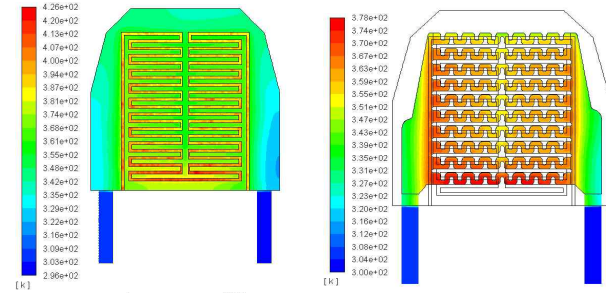 4.26e+02
4.20e+02
4.13e+02
4.07e+02
4.00e+02
3.94e+02
3.87e+02
3.81e+02
3.74e+02
3.68e+02
3.61e+02
3.55e+02
3.48e+02
3.42e+02
3.35e+02
3.29e+02
3.22e+02
3.16e+02
3.09e+02
3.03e+02
2.96e+02
[k]
3.78e+02
3.74e+02
3.70e+02
3.67e+02
3.63e+02
3.59e+02
3.55e+02
3.51e+02
3.47e+02
3.43e+02
3.39e+02
3.35e+02
3.31e+02
3.27e+02
3.20e+02
3.16e+02
3.12e+02
3.08e+02
3.04e+02
3.00e+02
[k]